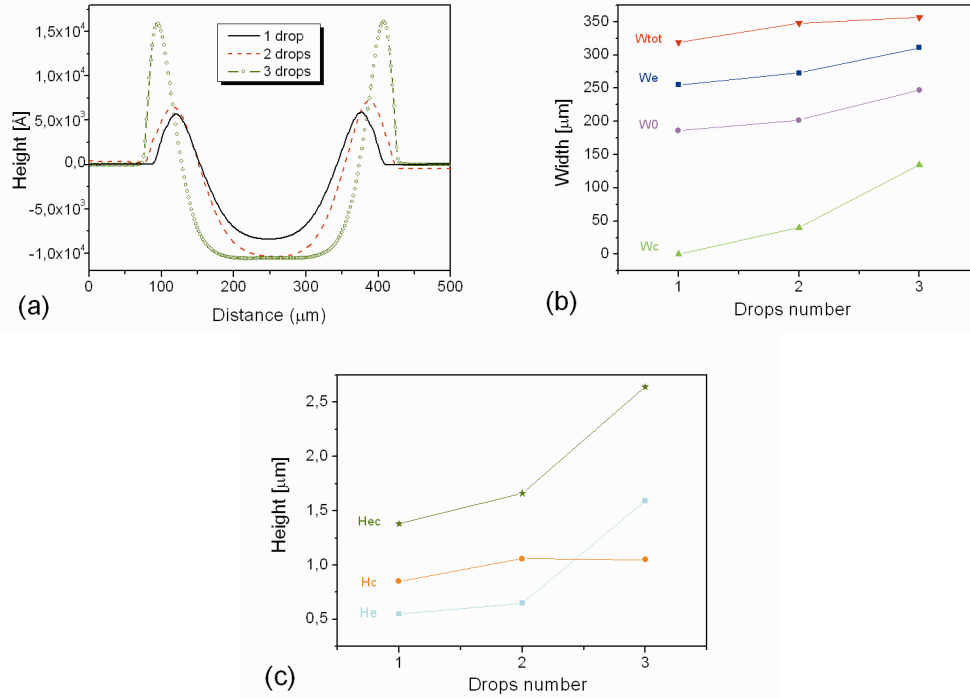 1,5x10⁴
1,0x10⁴
5,0x10³
0,0
-5,0x10³
-1,0x10⁴
Height [A]
1 drop
2 drops
3 drops
0
100
200
300
400
500
Distance (μm)
(a)
350
300
250
200
150
100
50
0
Width [μm]
Wtot
We
W0
Wc
1
2
3
Drops number
(b)
2,5
2,0
1,5
1,0
0,5
Height [μm]
Hec
Hc
He
1
2
3
Drops number
(c)